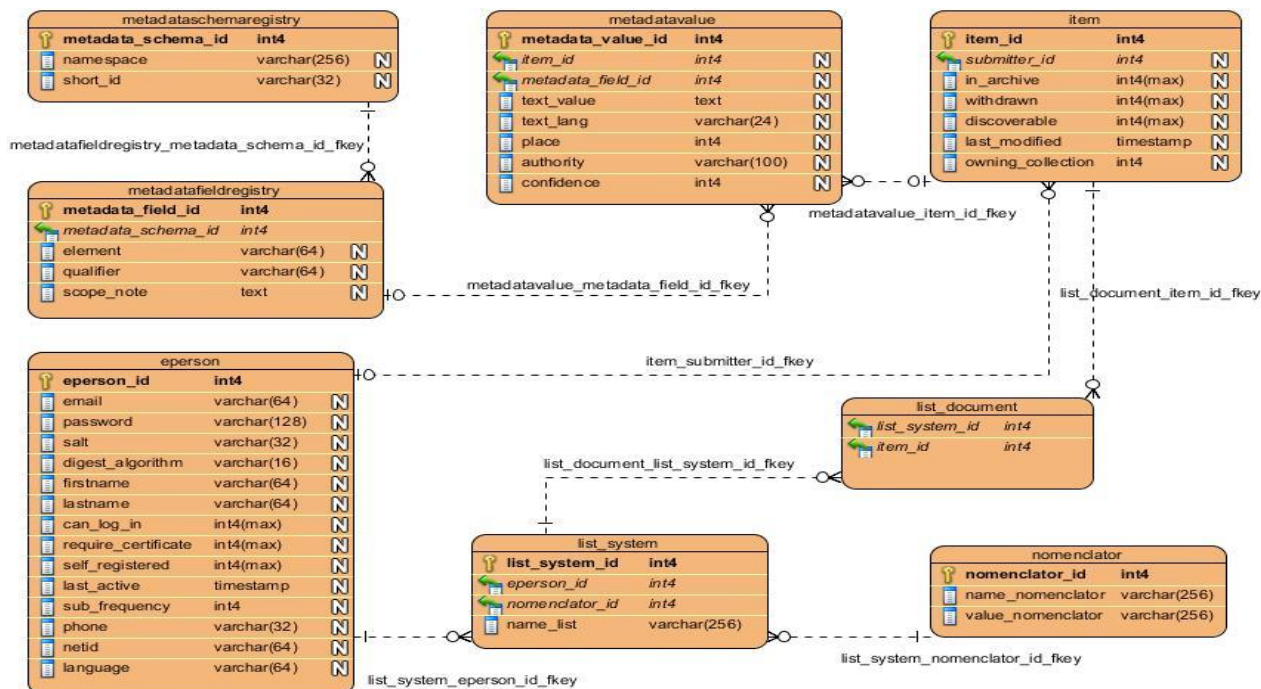 metadataschemaregistry
metadata_schema_id int4
namespace varchar(256) N
short_id varchar(32) N
metadatafieldregistry_metadata_schema_id_fkey
metadatafieldregistry
metadata_field_id int4
metadata_schema_id int4
element varchar(64) N
qualifier varchar(64) N
scope_note text N
metadatavalue
metadata_value_id int4
item_id int4 N
metadata_field_id int4 N
text_value text N
text_lang varchar(24) N
place int4 N
authority varchar(100) N
confidence int4 N
item
item_id int4
submitter_id int4 N
in_archive int4(max) N
withdrawn int4(max) N
discoverable int4(max) N
last_modified timestamp N
owning_collection int4 N
metadatavalue_item_id_fkey
metadatavalue_metadata_field_id_fkey
list_document_item_id_fkey
item_submitter_id_fkey
eperson
eperson_id int4
email varchar(64) N
password varchar(128) N
salt varchar(32) N
digest_algorithm varchar(16) N
firstname varchar(64) N
lastname varchar(64) N
can_log_in int4(max) N
require_certificate int4(max) N
self_registered int4(max) N
last_active timestamp N
sub_frequency int4 N
phone varchar(32) N
netid varchar(64) N
language varchar(64) N
list_document
list_system_id int4
item_id int4
list_document_list_system_id_fkey
list_system
list_system_id int4
eperson_id int4
nomenclator_id int4
name_list varchar(256)
nomenclator
nomenclator_id int4
name_nomenclator varchar(256)
value_nomenclator varchar(256)
list_system_nomenclator_id_fkey
list_system_eperson_id_fkey